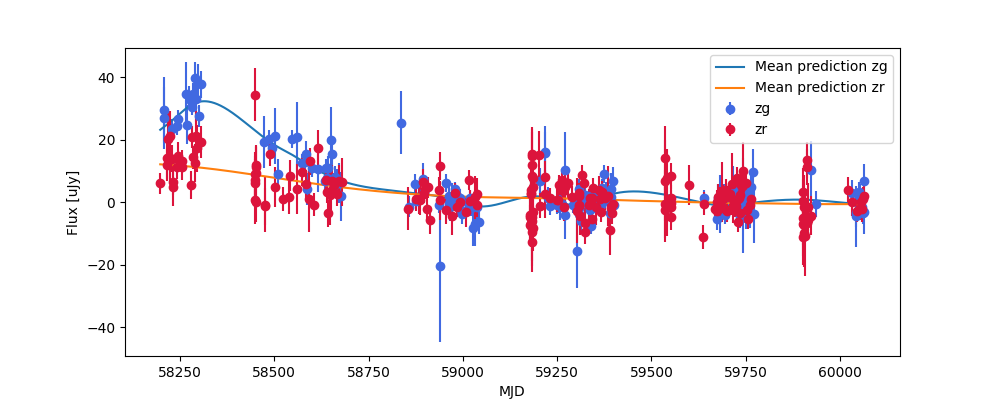 Mean prediction zg
Mean prediction zr
zg
zr
40
20
0
−20
−40
Flux [uJy]
58250
58500
58750
59000
59250
59500
59750
60000
MJD